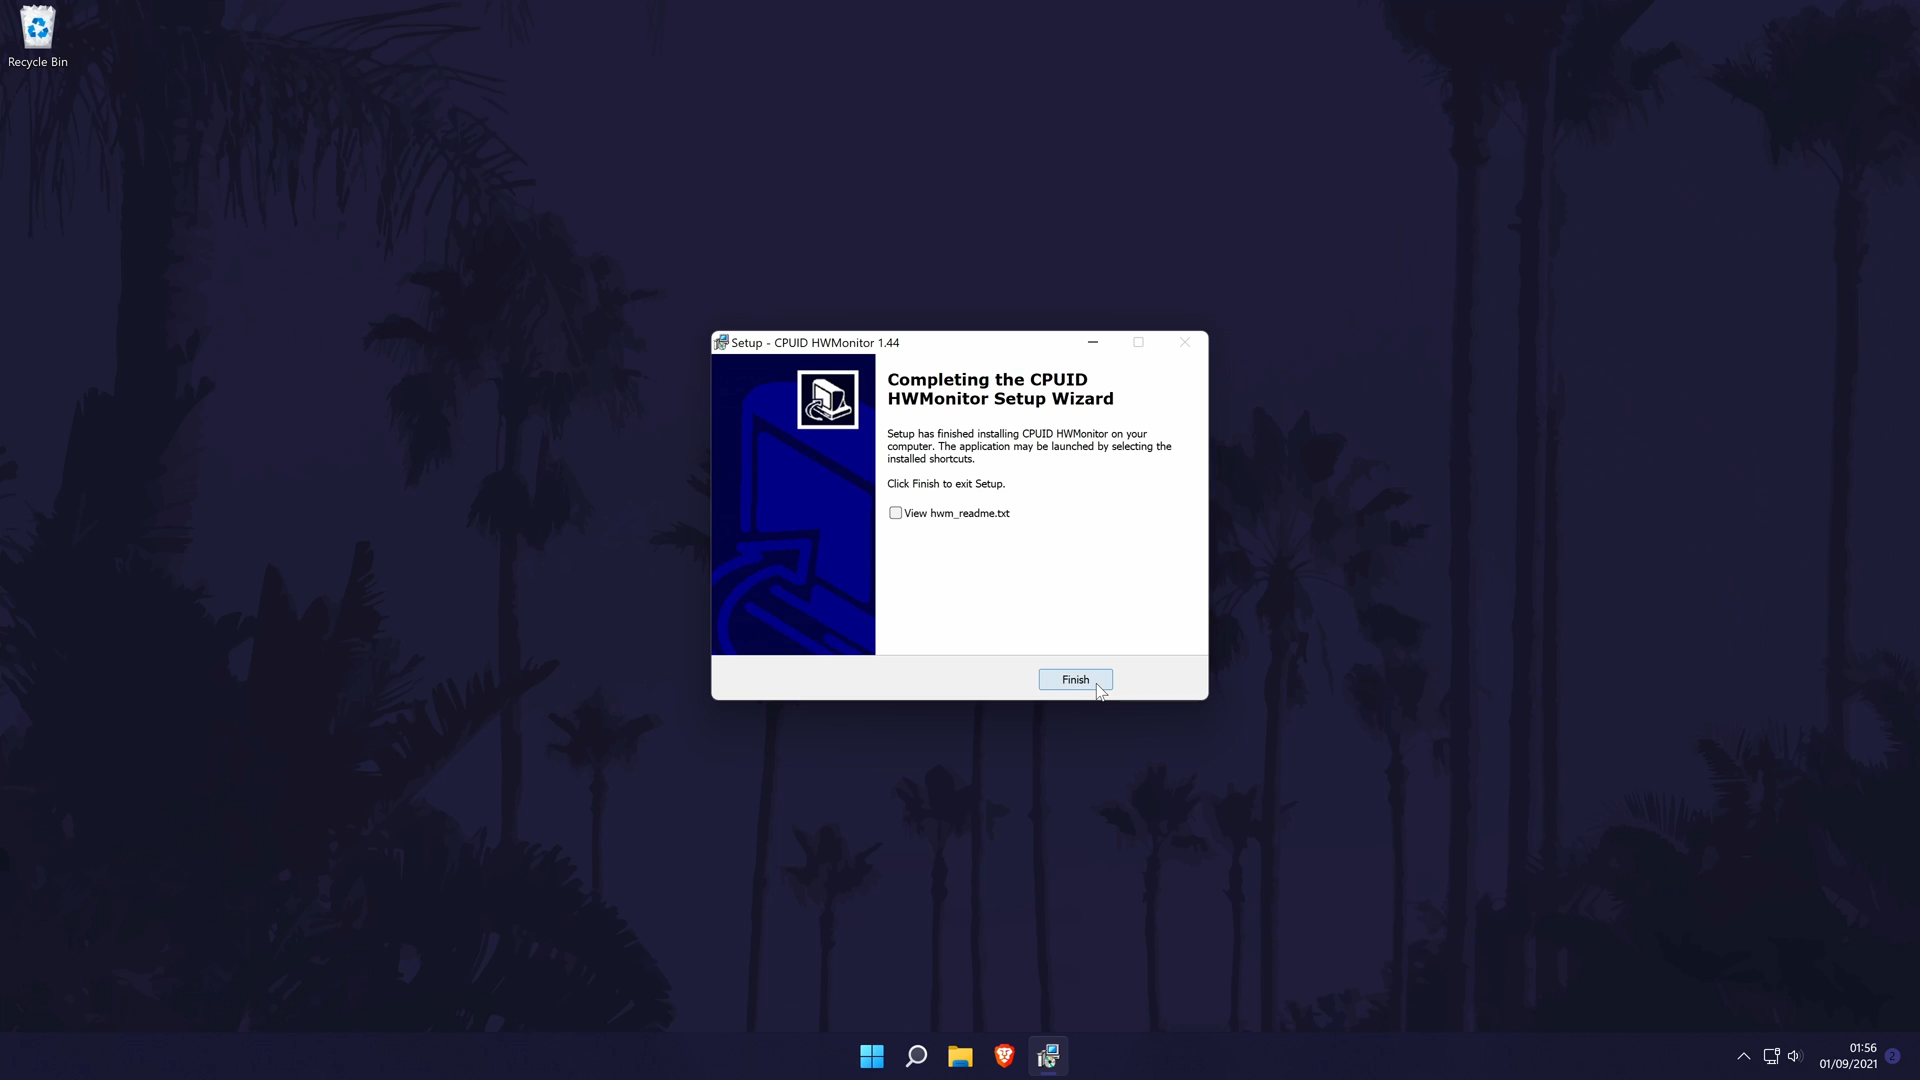 Recycle Bin
Setup - CPUID HWMonitor 1.44
Completing the CPUID
HWMonitor Setup Wizard
Setup has finished installing CPUID HWMonitor on your
computer. The application may be launched by selecting the
installed shortcuts.
Click Finish to exit Setup.
View hwm_readme.txt
Finish
01:56
01/09/2021
2